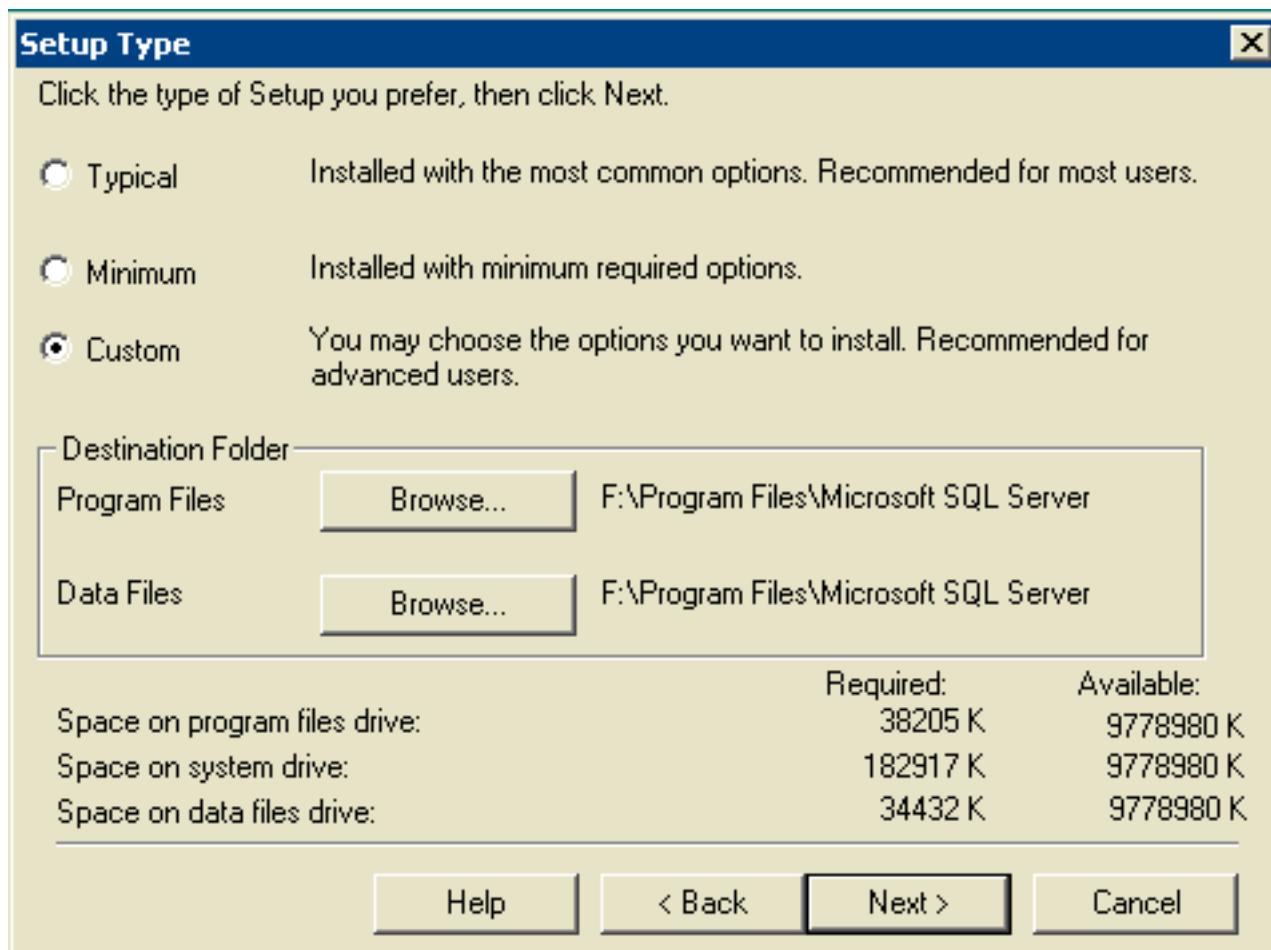 Setup Type
Click the type of Setup you prefer, then click Next.
Typical Installed with the most common options. Recommended for most users.
Minimum Installed with minimum required options.
Custom You may choose the options you want to install. Recommended for
advanced users.
Destination Folder
Program Files Browse... F:\Program Files\Microsoft SQL Server
Data Files Browse... F:\Program Files\Microsoft SQL Server
Required: Available:
Space on program files drive: 38205 K 9778980 K
Space on system drive: 182917 K 9778980 K
Space on data files drive: 34432 K 9778980 K
Help < Back Next > Cancel